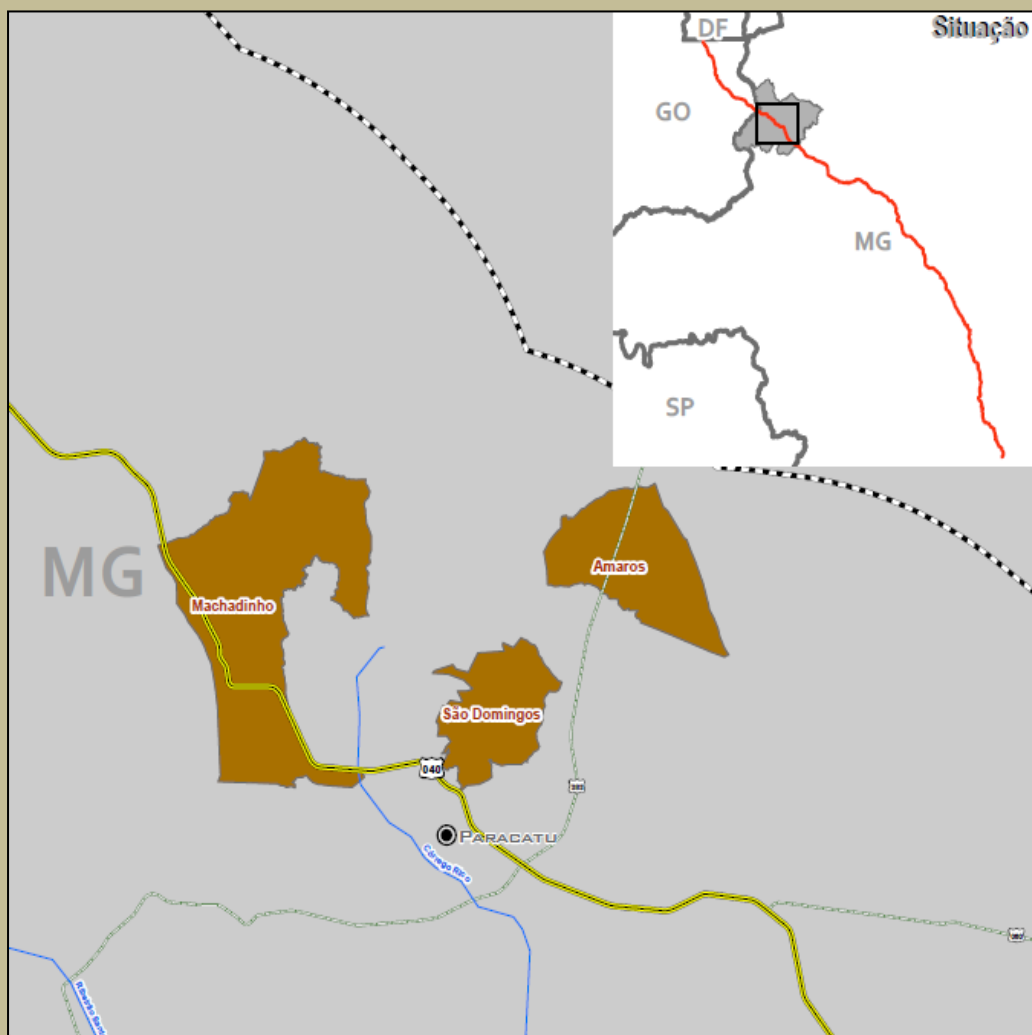 Situação
DF
GO
MG
SP
MG
Machadinho
Amaros
São Domingos
040
PARACATU
Córrego Rico